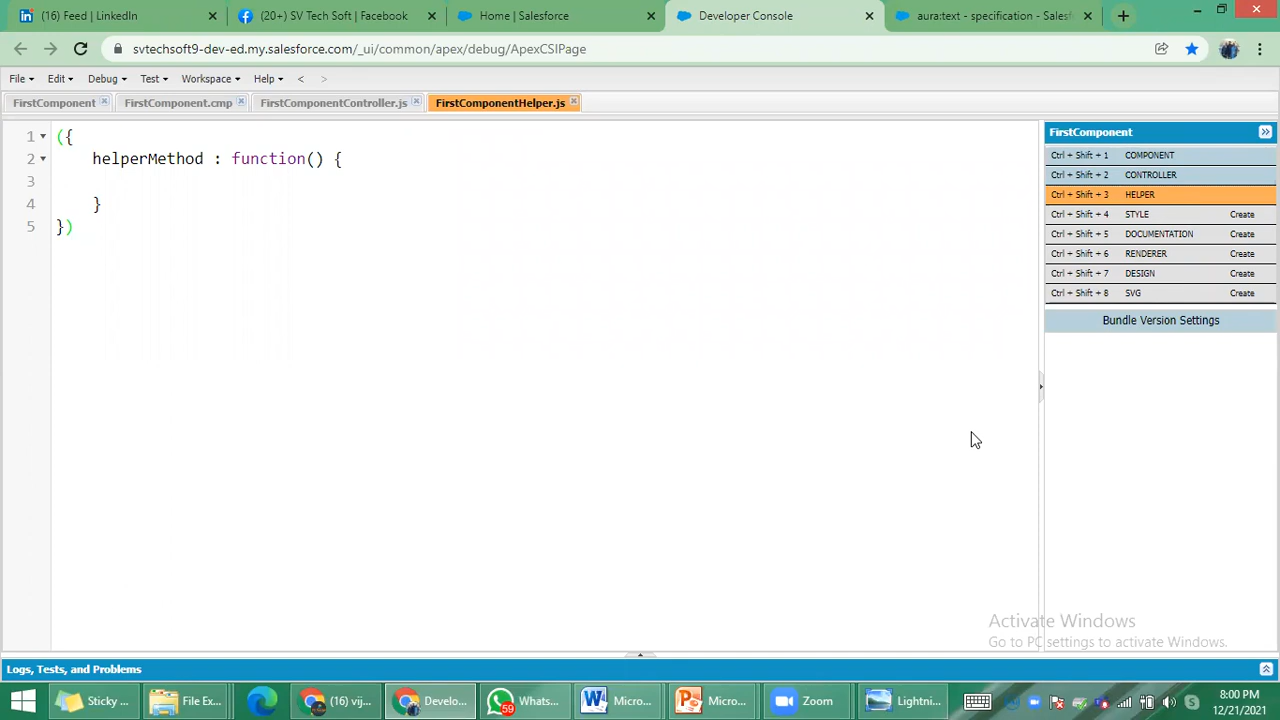 (16) Feed | LinkedIn
(20+) SV Tech Soft | Facebook
Home | Salesforce
Developer Console
aura:text - specification - Salesf
svtechsoft9-dev-ed.my.salesforce.com/_ui/common/apex/debug/ApexCSIPage
File Edit Debug Test Workspace Help < >
FirstComponent
FirstComponent.cmp
FirstComponentController.js
FirstComponentHelper.js
1 ({
2 helperMethod : function() {
3
4 }
5 })
FirstComponent
Ctrl + Shift + 1 COMPONENT
Ctrl + Shift + 2 CONTROLLER
Ctrl + Shift + 3 HELPER
Ctrl + Shift + 4 STYLE Create
Ctrl + Shift + 5 DOCUMENTATION Create
Ctrl + Shift + 6 RENDERER Create
Ctrl + Shift + 7 DESIGN Create
Ctrl + Shift + 8 SVG Create
Bundle Version Settings
Activate Windows
Go to PC settings to activate Windows.
Logs, Tests, and Problems
Sticky ...
File Ex...
(16) vij...
Develo...
59
Whats...
Micro...
Micro...
Zoom
Lightni...
8:00 PM
12/21/2021